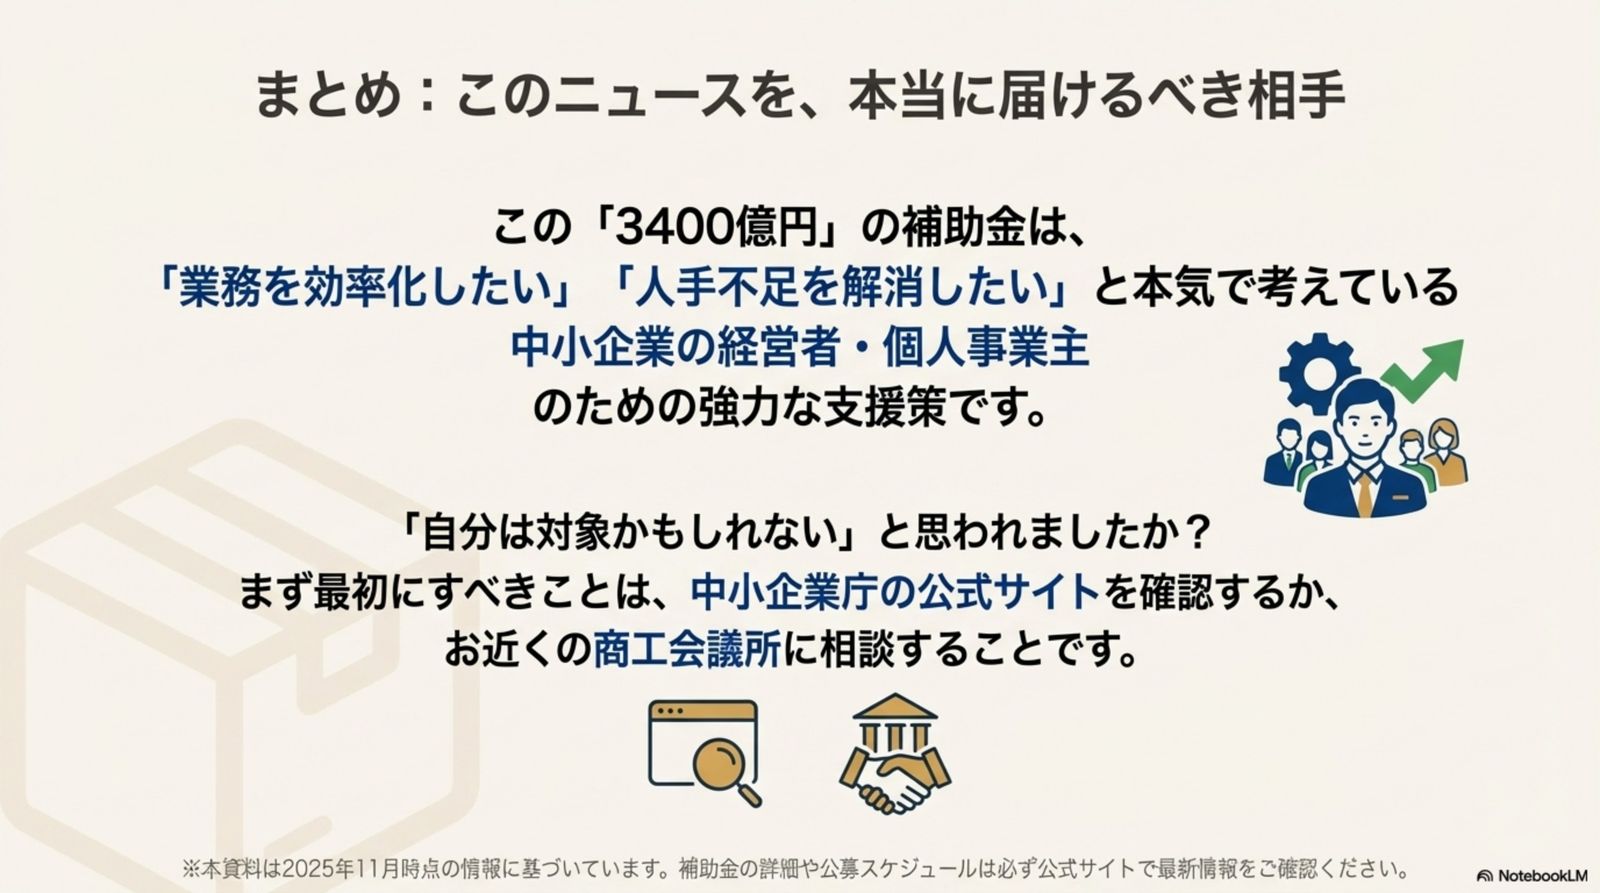 まとめ：このニュースを、本当に届けるべき相手
この「3400億円」の補助金は、
「業務を効率化したい」「人手不足を解消したい」と本気で考えている
中小企業の経営者・個人事業主
のための強力な支援策です。
「自分は対象かもしれない」と思われましたか？
まず最初にすべきことは、中小企業庁の公式サイトを確認するか、
お近くの商工会議所に相談することです。
※本資料は2025年11月時点の情報に基づいています。補助金の詳細や公募スケジュールは必ず公式サイトで最新情報をご確認ください。
NotebookLM